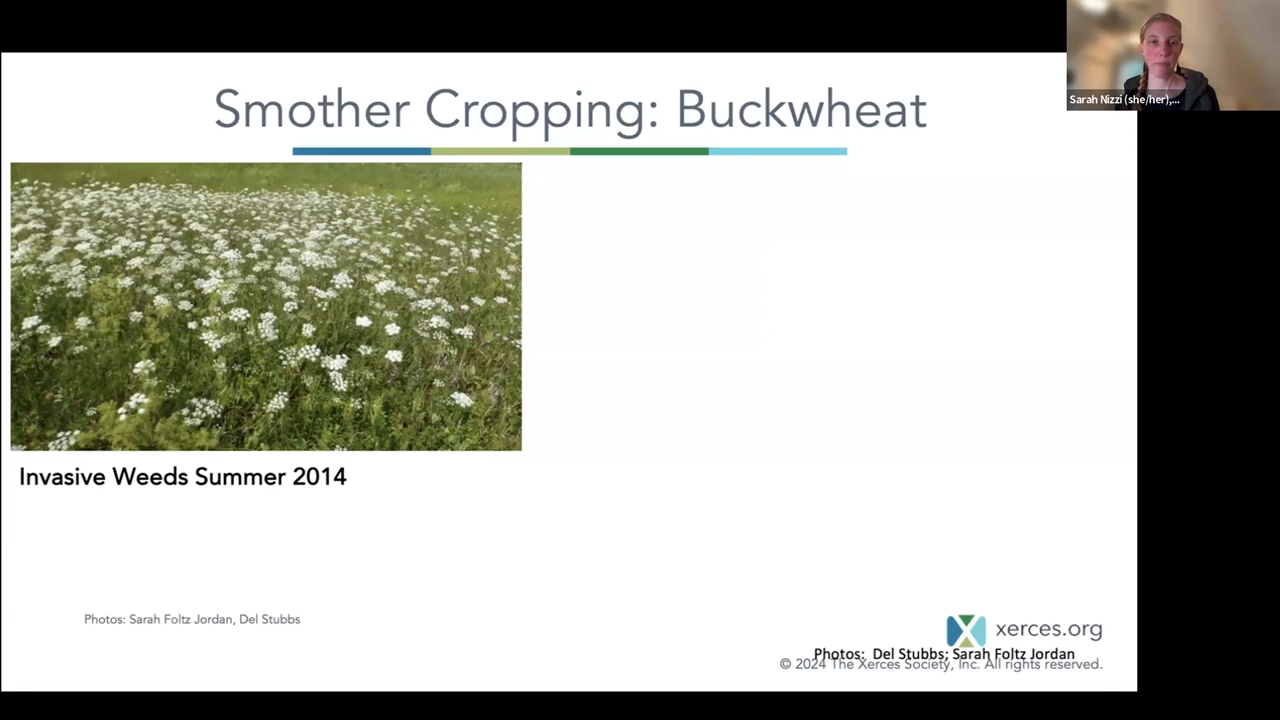 Smother Cropping: Buckwheat
Sarah Nizzi (she/her),...
Invasive Weeds Summer 2014
Photos: Sarah Foltz Jordan, Del Stubbs
xerces.org
Photos: Del Stubbs; Sarah Foltz Jordan
© 2024 The Xerces Society, Inc. All rights reserved.